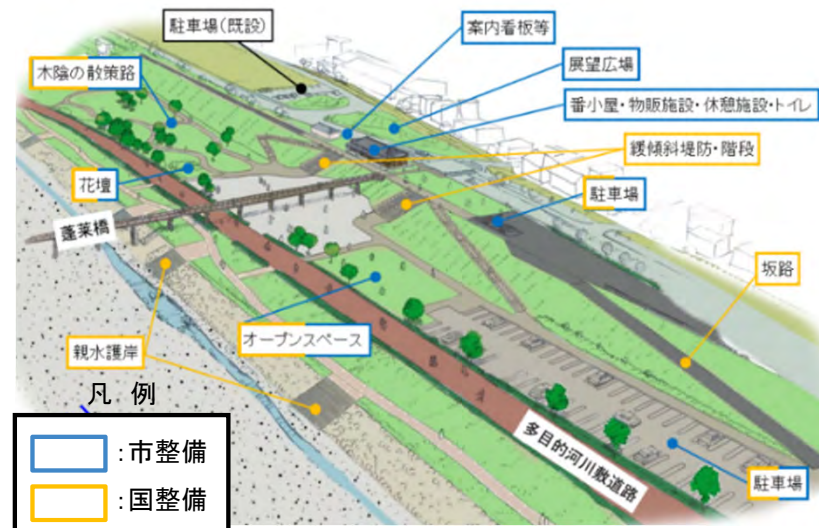 駐車場(既設)
案内看板等
展望広場
木陰の散策路
番小屋・物販施設・休憩施設・トイレ
緩傾斜堤防・階段
花壇
駐車場
蓬莱橋
坂路
オープンスペース
親水護岸
凡 例
:市整備
:国整備
多目的河川敷道路
駐車場